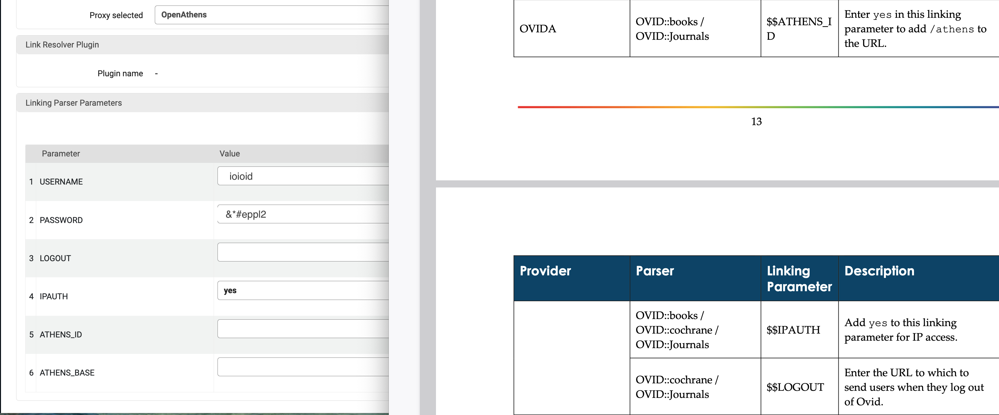 Proxy selected OpenAthens
Link Resolver Plugin
Plugin name -
Linking Parser Parameters
Parameter Value
1 USERNAME ioioid
2 PASSWORD &*#eppl2
3 LOGOUT
4 IPAUTH yes
5 ATHENS_ID
6 ATHENS_BASE
OVIDA
OVID::books /
OVID::Journals
$$ATHENS_I
D
Enter yes in this linking
parameter to add /athens to
the URL.
13
Provider
Parser
Linking
Parameter
Description
OVID::books /
OVID::cochrane /
OVID::Journals
$$IPAUTH
Add yes to this linking
parameter for IP access.
OVID::cochrane /
OVID::Journals
$$LOGOUT
Enter the URL to which to
send users when they log out
of Ovid.